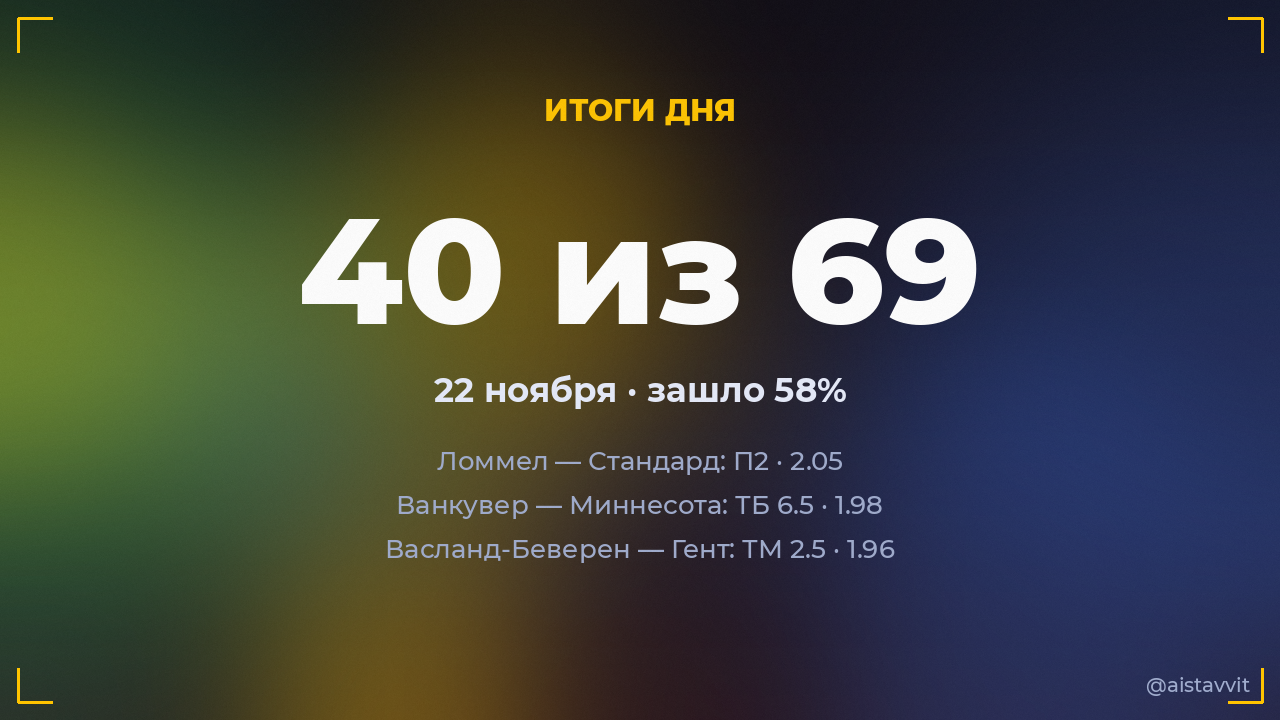 ИТОГИ ДНЯ
40 из 69
22 ноября · зашло 58%
Ломмел — Стандард: П2 · 2.05
Ванкувер — Миннесота: ТБ 6.5 · 1.98
Васланд-Беверен — Гент: ТМ 2.5 · 1.96
@aistavvit